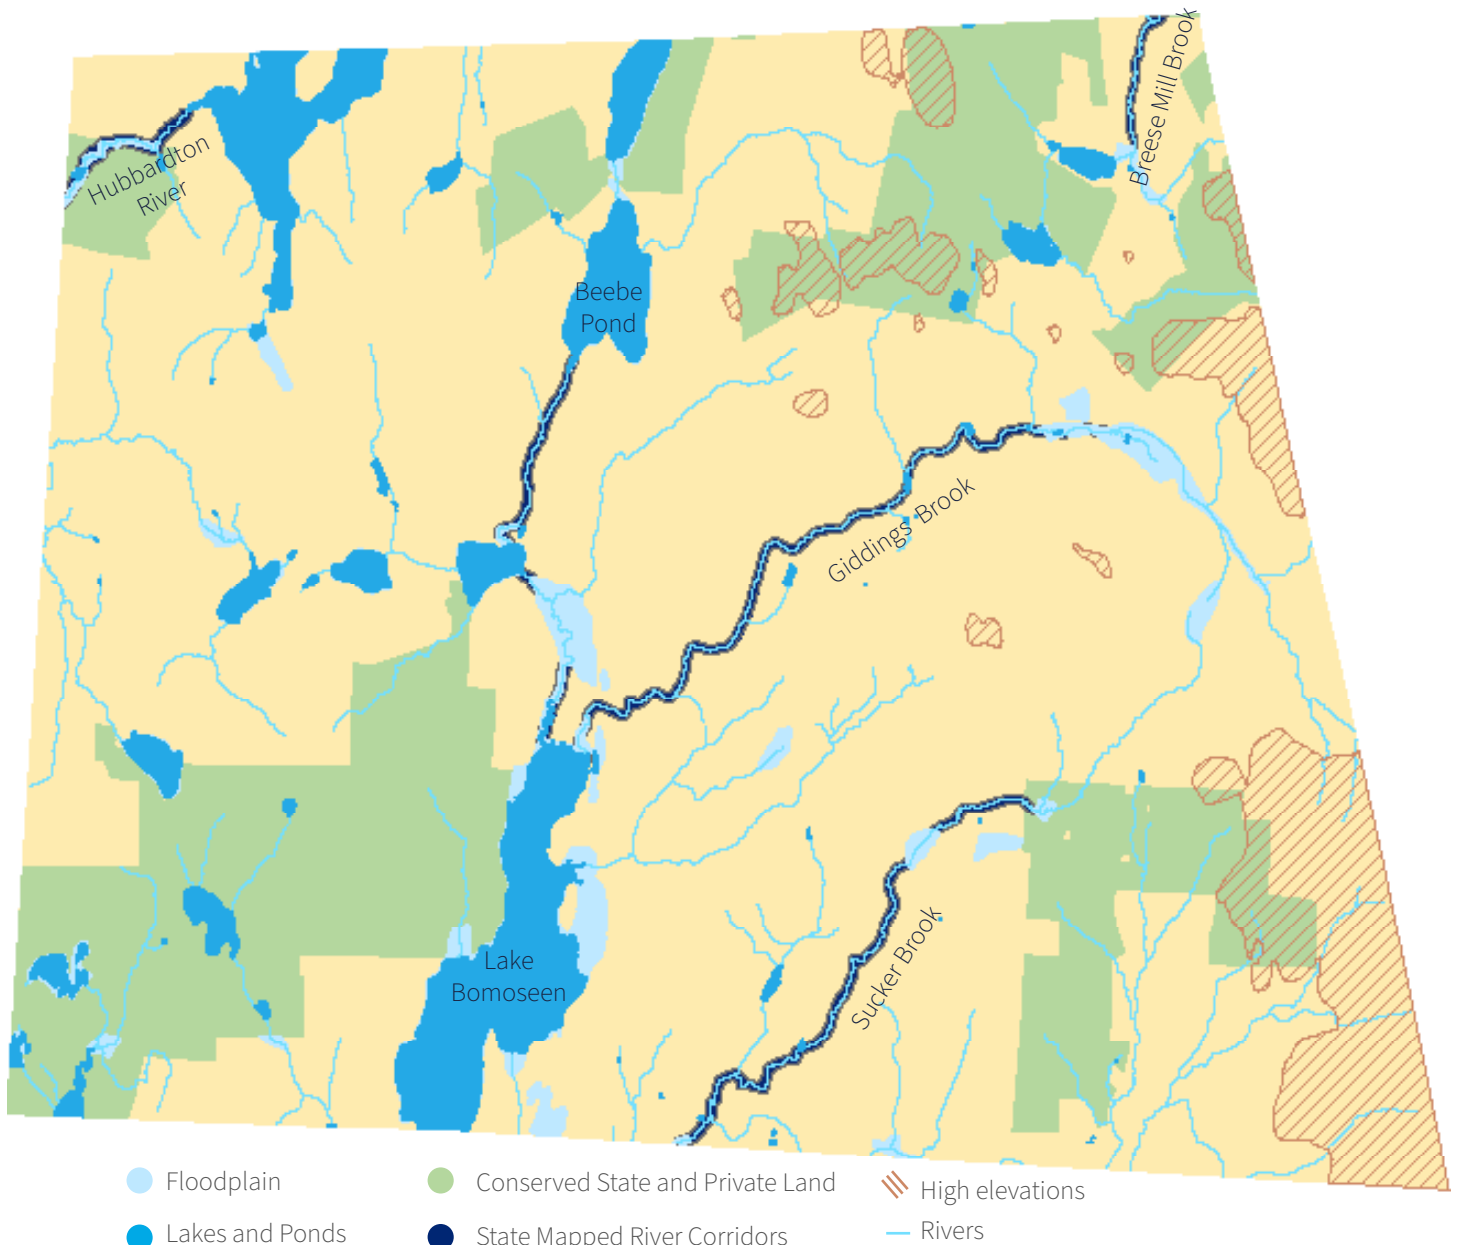 Breese Mill Brook
Hubbardton
River
Beebe
Pond
Giddings Brook
Sucker Brook
Lake
Bomoseen
Floodplain
Conserved State and Private Land
High elevations
Lakes and Ponds
State Mapped River Corridors
Rivers